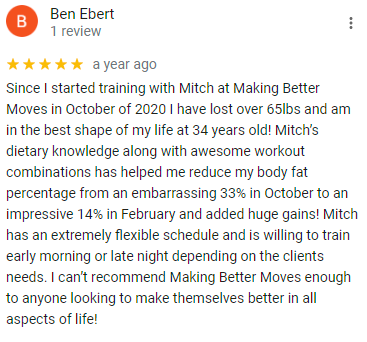 B
Ben Ebert
1 review
a year ago
Since I started training with Mitch at Making Better
Moves in October of 2020 I have lost over 65lbs and am
in the best shape of my life at 34 years old! Mitch's
dietary knowledge along with awesome workout
combinations has helped me reduce my body fat
percentage from an embarrassing 33% in October to an
impressive 14% in February and added huge gains! Mitch
has an extremely flexible schedule and is willing to train
early morning or late night depending on the clients
needs. I can't recommend Making Better Moves enough
to anyone looking to make themselves better in all
aspects of life!